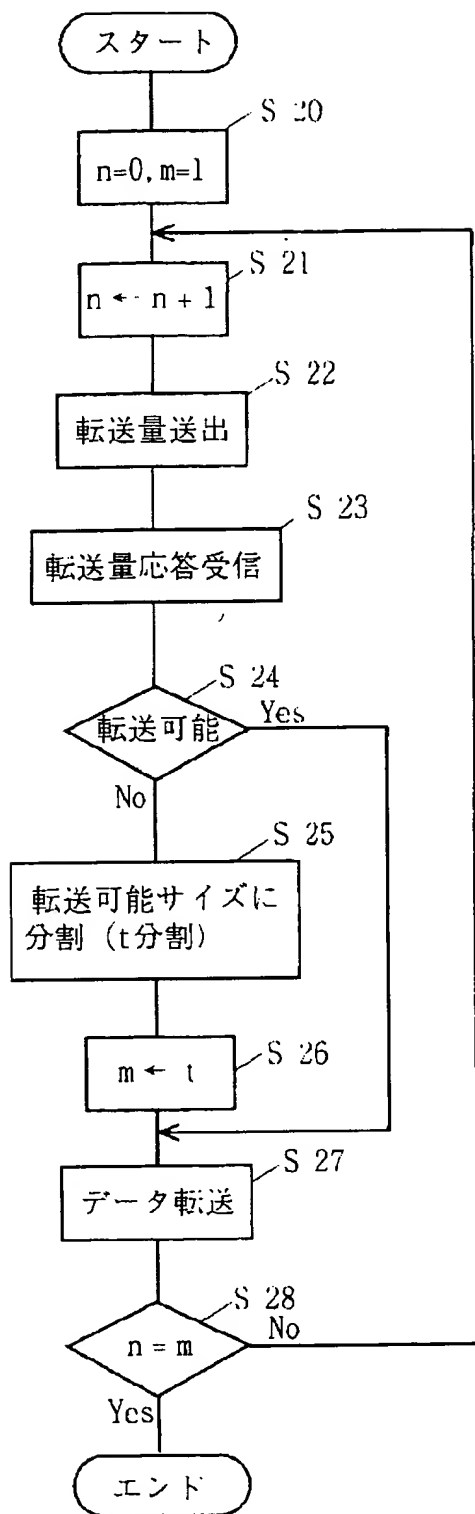 スタート
S 20
n=0, m=1
S 21
n ← n + 1
S 22
転送量送出
S 23
転送量応答受信
S 24
転送可能
Yes
No
S 25
転送可能サイズに
分割 (t分割)
S 26
m ← t
S 27
データ転送
S 28
n = m
No
Yes
エンド